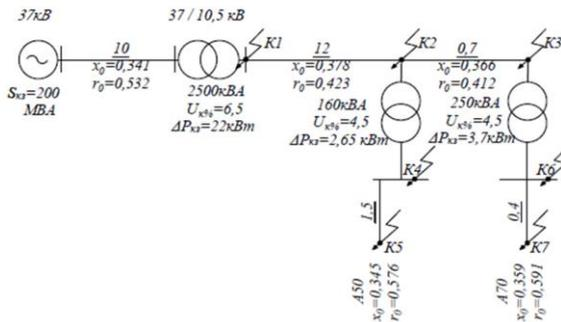 37кВ
37 / 10,5 кВ
10
x0=0,341
r0=0,532
K1
12
x0=0,378
r0=0,423
K2
0,7
x0=0,366
r0=0,412
K3
Sкз=200
МВА
2500кВА
Uк%=6,5
ΔPкз=22кВт
160кВА
Uк%=4,5
ΔPкз=2,65 кВт
250кВА
Uк%=4,5
ΔPкз=3,7кВт
K4
K6
1,5
0,4
K5
K7
A50
x0=0,345
r0=0,576
A70
x0=0,359
r0=0,591